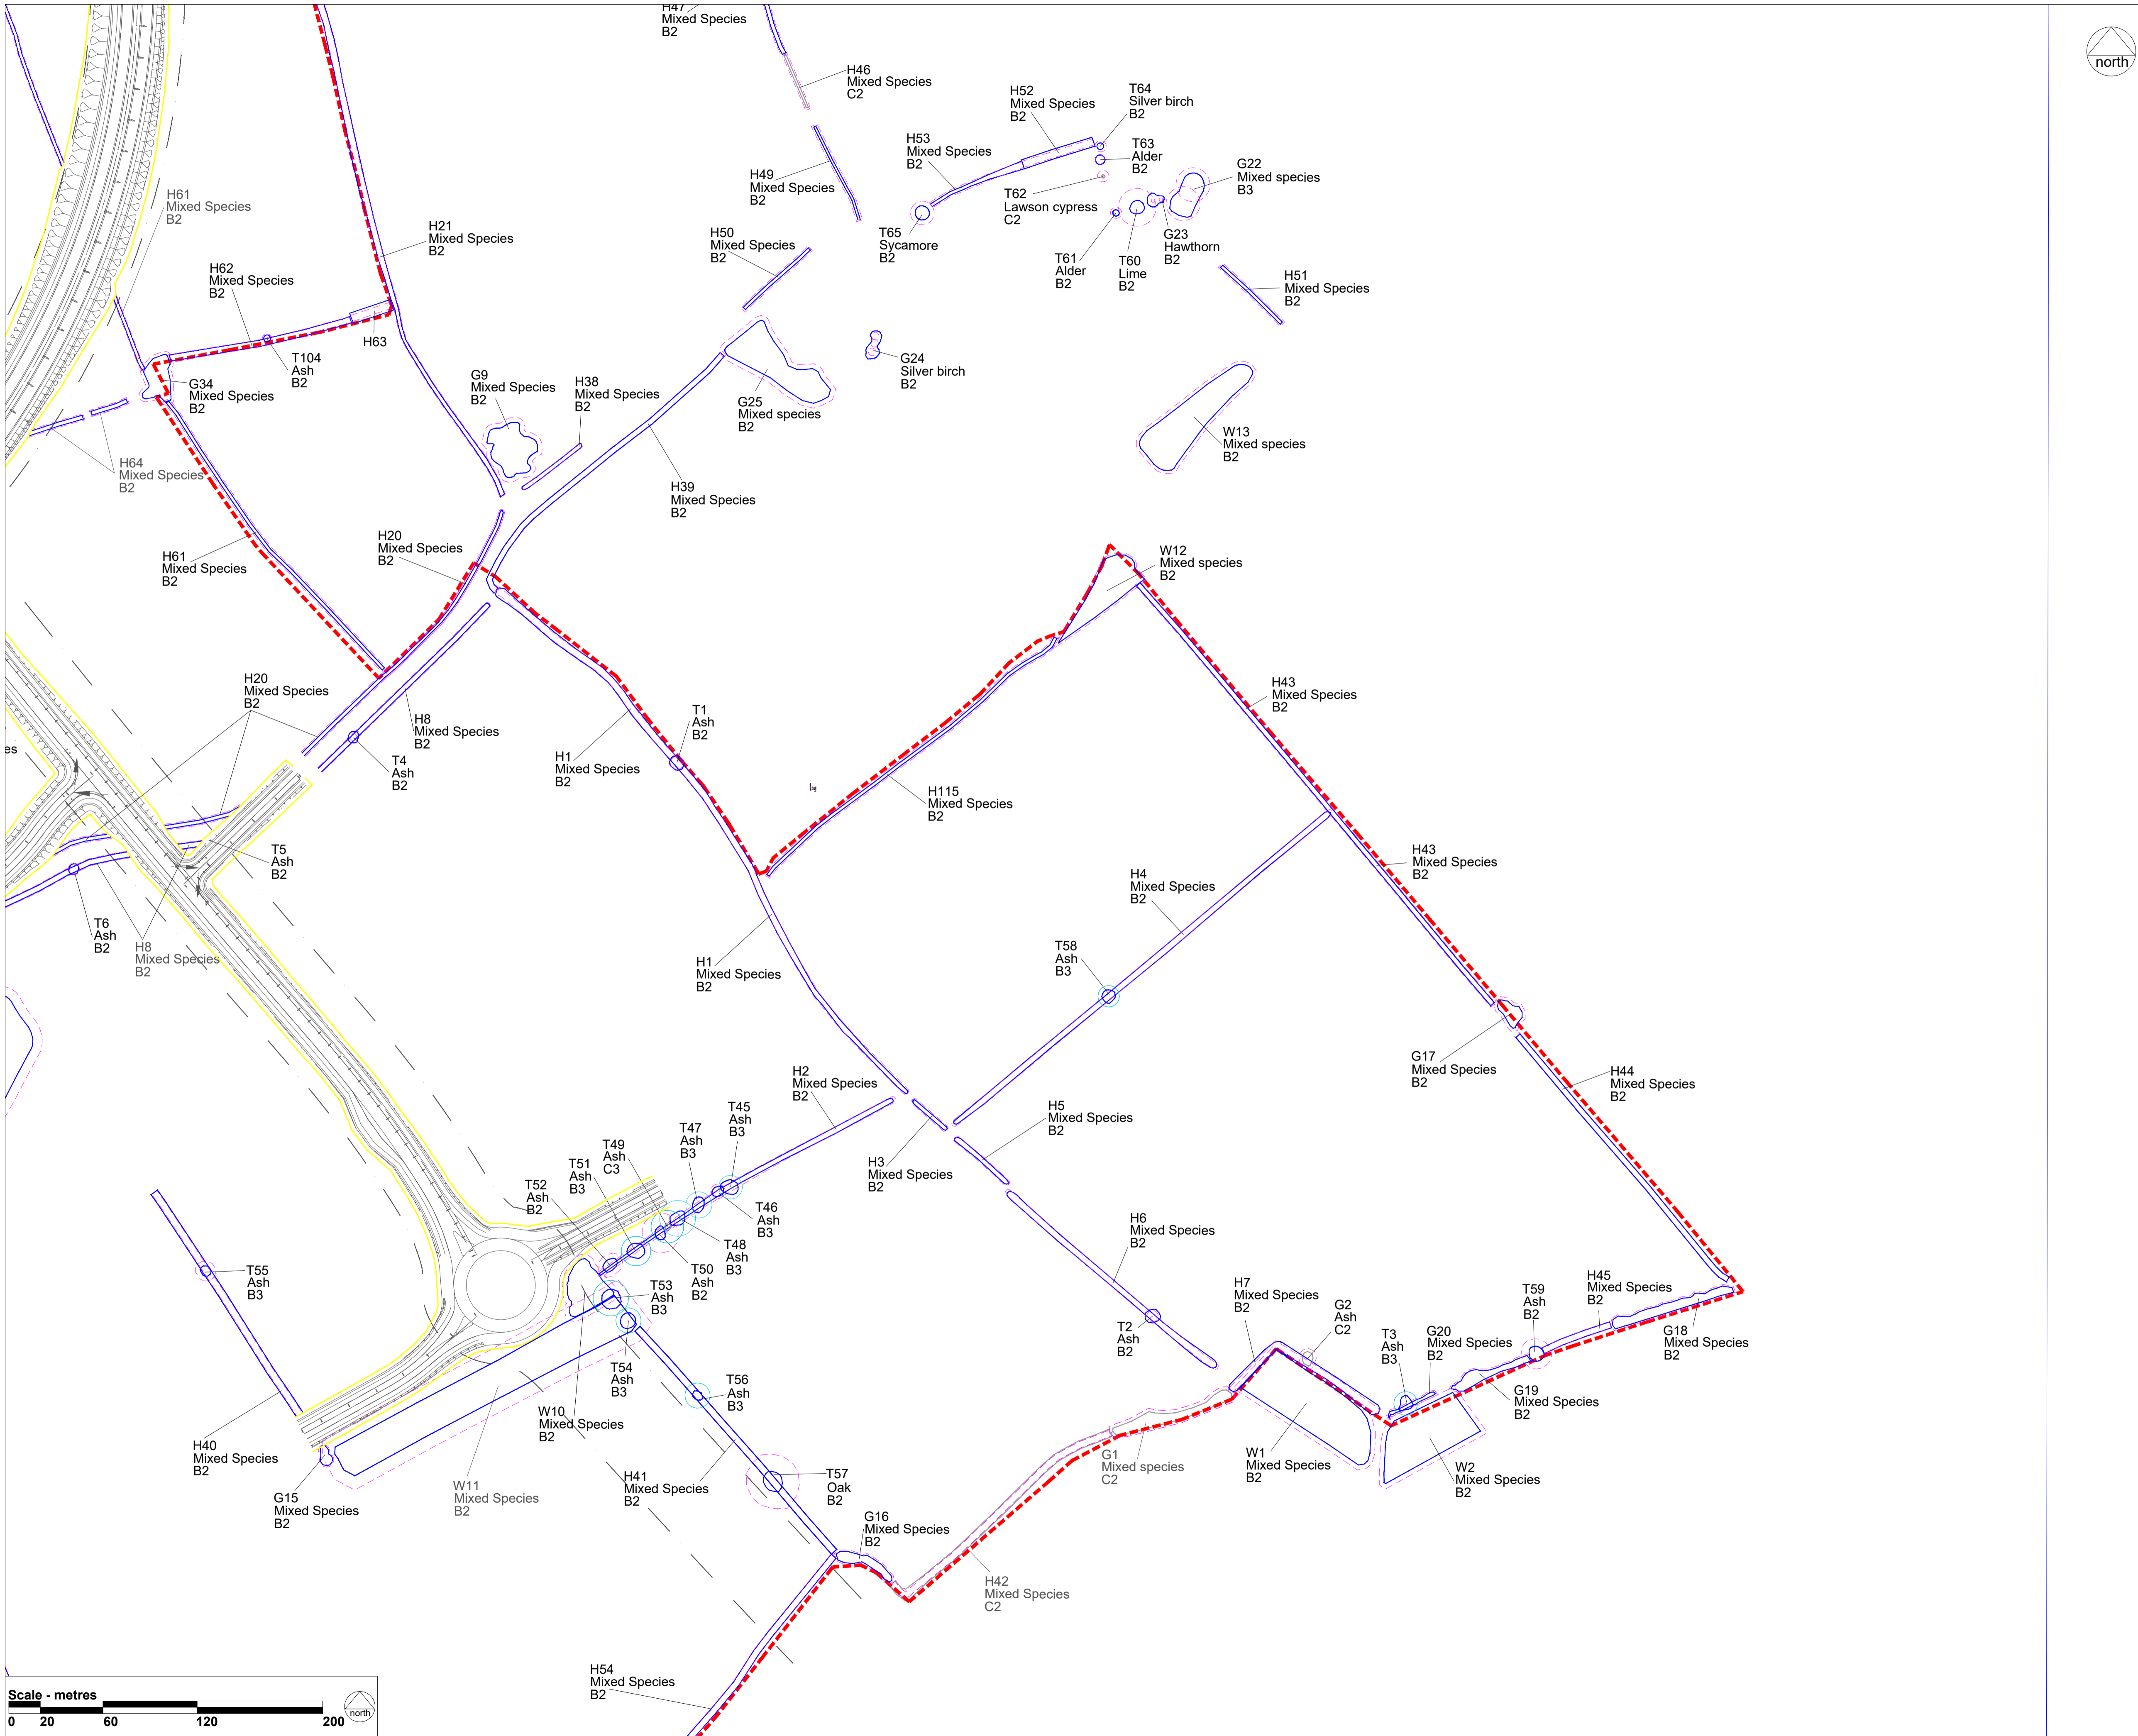 H47
Mixed Species
B2
north
H46
Mixed Species
C2
H52
Mixed Species
B2
T64
Silver birch
B2
H53
Mixed Species
B2
T63
Alder
B2
G22
Mixed species
B3
H49
Mixed Species
B2
T62
Lawson cypress
C2
H61
Mixed Species
B2
H21
Mixed Species
B2
H50
Mixed Species
B2
T65
Sycamore
B2
G23
Hawthorn
B2
T61
Alder
B2
T60
Lime
B2
H62
Mixed Species
B2
H51
Mixed Species
B2
H63
T104
Ash
B2
G24
Silver birch
B2
G34
Mixed Species
B2
G9
Mixed Species
B2
H38
Mixed Species
B2
G25
Mixed species
B2
W13
Mixed species
B2
H64
Mixed Species
B2
H39
Mixed Species
B2
H20
Mixed Species
B2
H61
Mixed Species
B2
W12
Mixed species
B2
H20
Mixed Species
B2
H43
Mixed Species
B2
H8
Mixed Species
B2
T1
Ash
B2
es
T4
Ash
B2
H1
Mixed Species
B2
H115
Mixed Species
B2
T5
Ash
B2
H43
Mixed Species
B2
H4
Mixed Species
B2
T6
Ash
B2
H8
Mixed Species
B2
H1
Mixed Species
B2
T58
Ash
B3
G17
Mixed Species
B2
H44
Mixed Species
B2
H2
Mixed Species
B2
T45
Ash
B3
H5
Mixed Species
B2
T47
Ash
B3
T49
Ash
C3
T51
Ash
B3
H3
Mixed Species
B2
T52
Ash
B2
T46
Ash
B3
H6
Mixed Species
B2
T48
Ash
B3
T50
Ash
B2
T55
Ash
B3
T53
Ash
B3
H7
Mixed Species
B2
H45
Mixed Species
B2
T59
Ash
B2
G2
Ash
C2
T2
Ash
B2
T3
Ash
B3
G20
Mixed Species
B2
G18
Mixed Species
B2
T54
Ash
B3
T56
Ash
B3
G19
Mixed Species
B2
W10
Mixed Species
B2
H40
Mixed Species
B2
G1
Mixed species
C2
W1
Mixed Species
B2
W2
Mixed Species
B2
T57
Oak
B2
H41
Mixed Species
B2
W11
Mixed Species
B2
G15
Mixed Species
B2
G16
Mixed Species
B2
H42
Mixed Species
C2
H54
Mixed Species
B2
Scale - metres
0 20 60 120 200
north